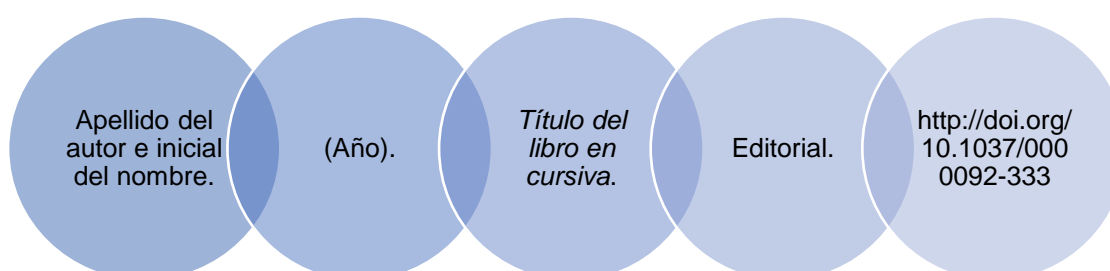 Apellido del
autor e inicial
del nombre.
(Año).
Título del
libro en
cursiva.
Editorial.
http://doi.org/
10.1037/000
0092-333